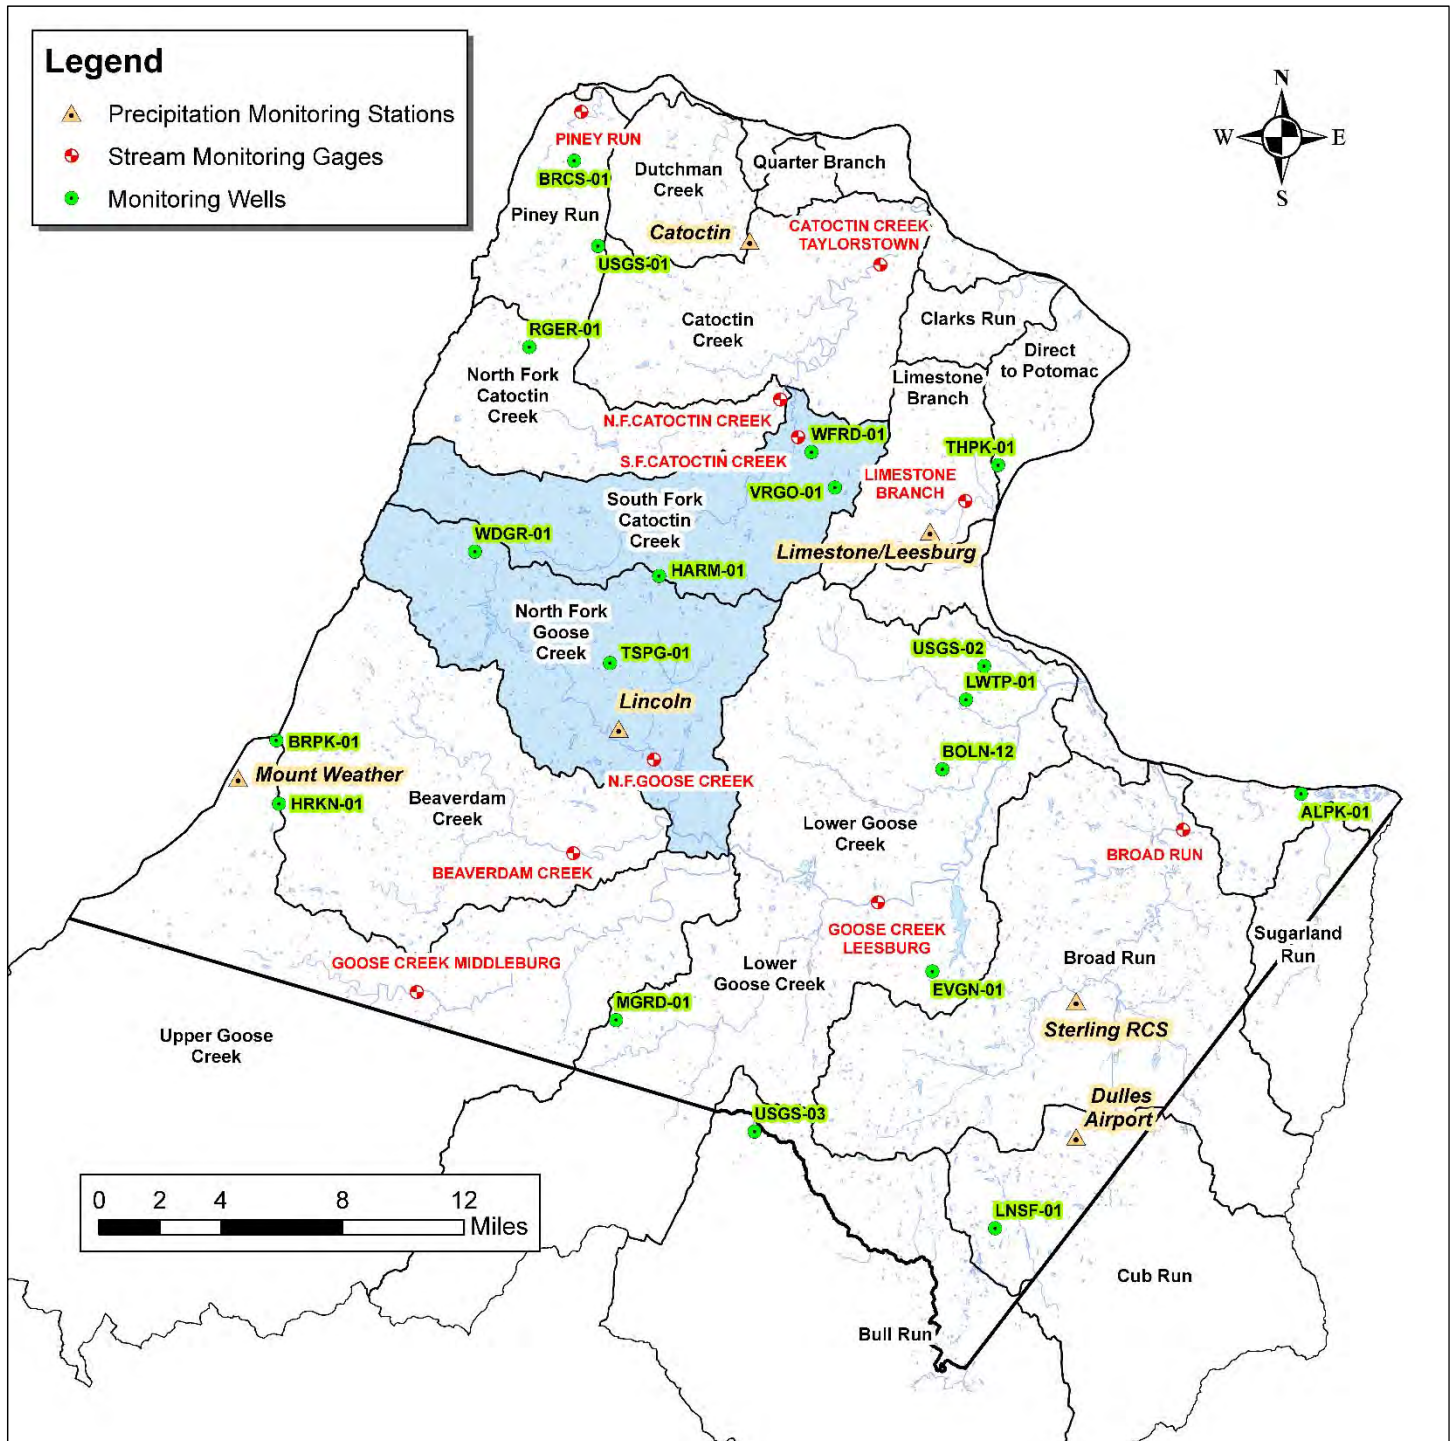 Legend
Precipitation Monitoring Stations
Stream Monitoring Gages
Monitoring Wells
N
W
E
S
PINEY RUN
BRCS-01
Piney Run
Dutchman
Creek
Quarter Branch
Catoctin
CATOCTIN CREEK
TAYLORSTOWN
USGS-01
Catoctin
Creek
Clarks Run
Direct
to Potomac
RGER-01
North Fork
Catoctin
Creek
Limestone
Branch
N.F.CATOCTIN CREEK
WFRD-01
S.F.CATOCTIN CREEK
THPK-01
LIMESTONE
BRANCH
VRGO-01
South Fork
Catoctin
Creek
WDGR-01
Limestone/Leesburg
HARM-01
North Fork
Goose
Creek
TSPG-01
USGS-02
LWTP-01
Lincoln
BRPK-01
Mount Weather
HRKN-01
N.F.GOOSE CREEK
BOLN-12
Beaverdam
Creek
Lower Goose
Creek
ALPK-01
BROAD RUN
BEAVERDAM CREEK
GOOSE CREEK
LEESBURG
Sugarland
Run
GOOSE CREEK MIDDLEBURG
Lower
Goose Creek
Broad Run
EVGN-01
MGRD-01
Sterling RCS
Upper Goose
Creek
Dulles
Airport
USGS-03
0 2 4 8 12
Miles
LNSF-01
Cub Run
Bull Run